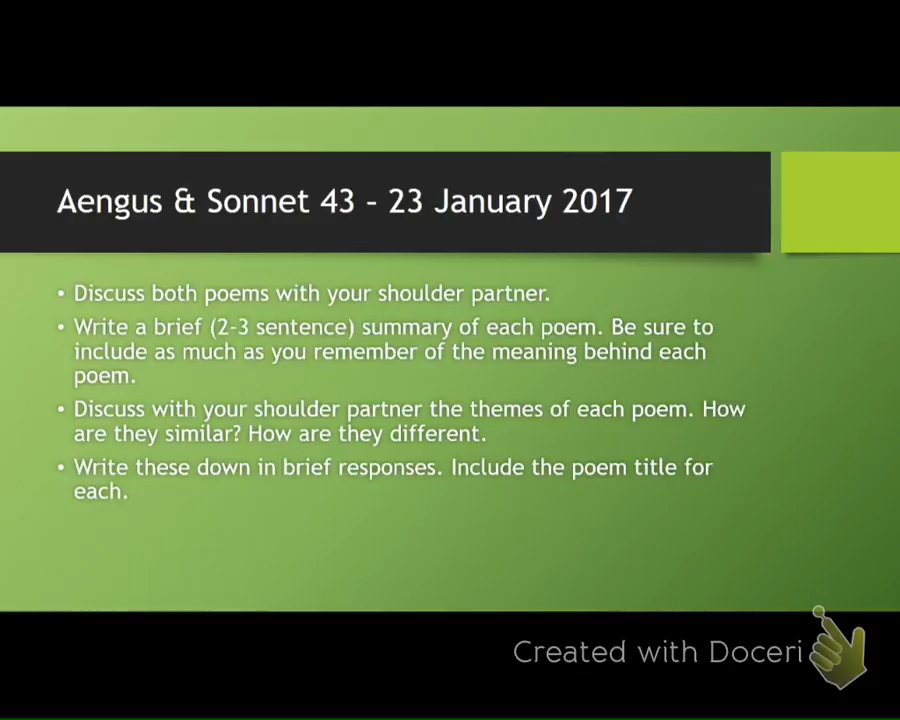 Aengus & Sonnet 43 – 23 January 2017
• Discuss both poems with your shoulder partner.
• Write a brief (2-3 sentence) summary of each poem. Be sure to
include as much as you remember of the meaning behind each
poem.
• Discuss with your shoulder partner the themes of each poem. How
are they similar? How are they different.
• Write these down in brief responses. Include the poem title for
each.
Created with Doceri